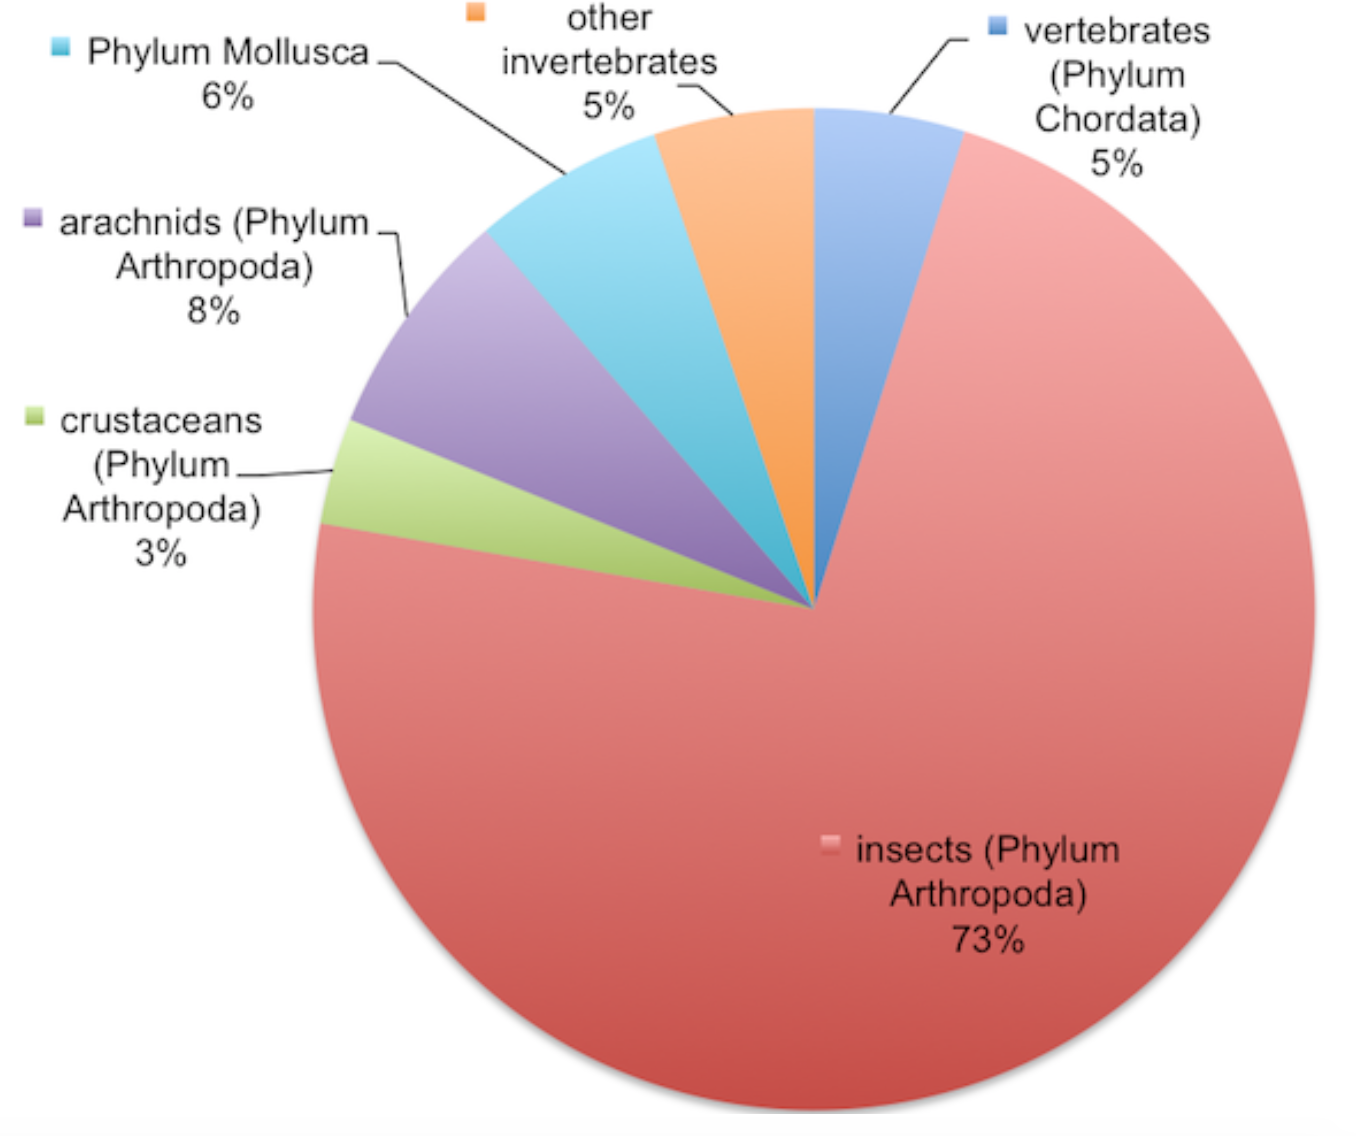 other
invertebrates
5%
vertebrates
(Phylum
Chordata)
5%
Phylum Mollusca
6%
arachnids (Phylum
Arthropoda)
8%
crustaceans
(Phylum
Arthropoda)
3%
insects (Phylum
Arthropoda)
73%